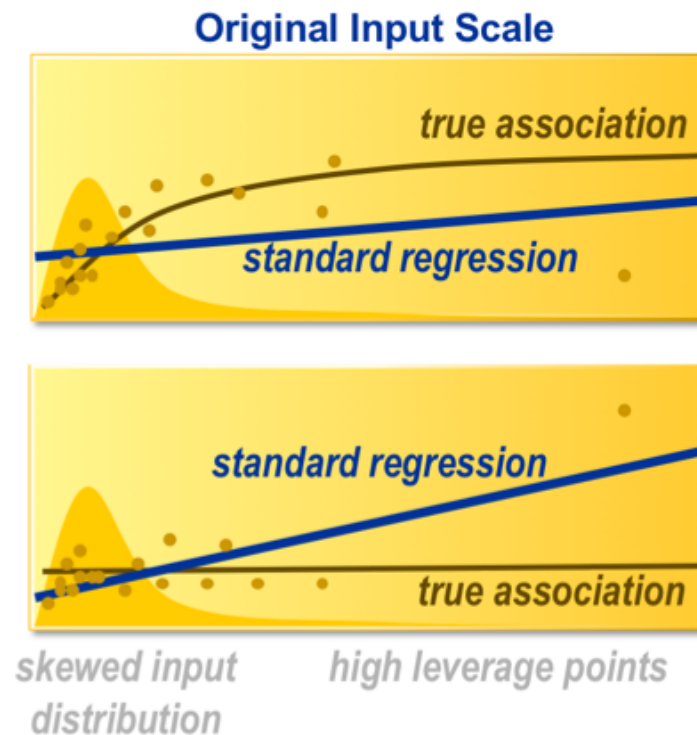 Original Input Scale
true association
standard regression
standard regression
true association
skewed input high leverage points
distribution